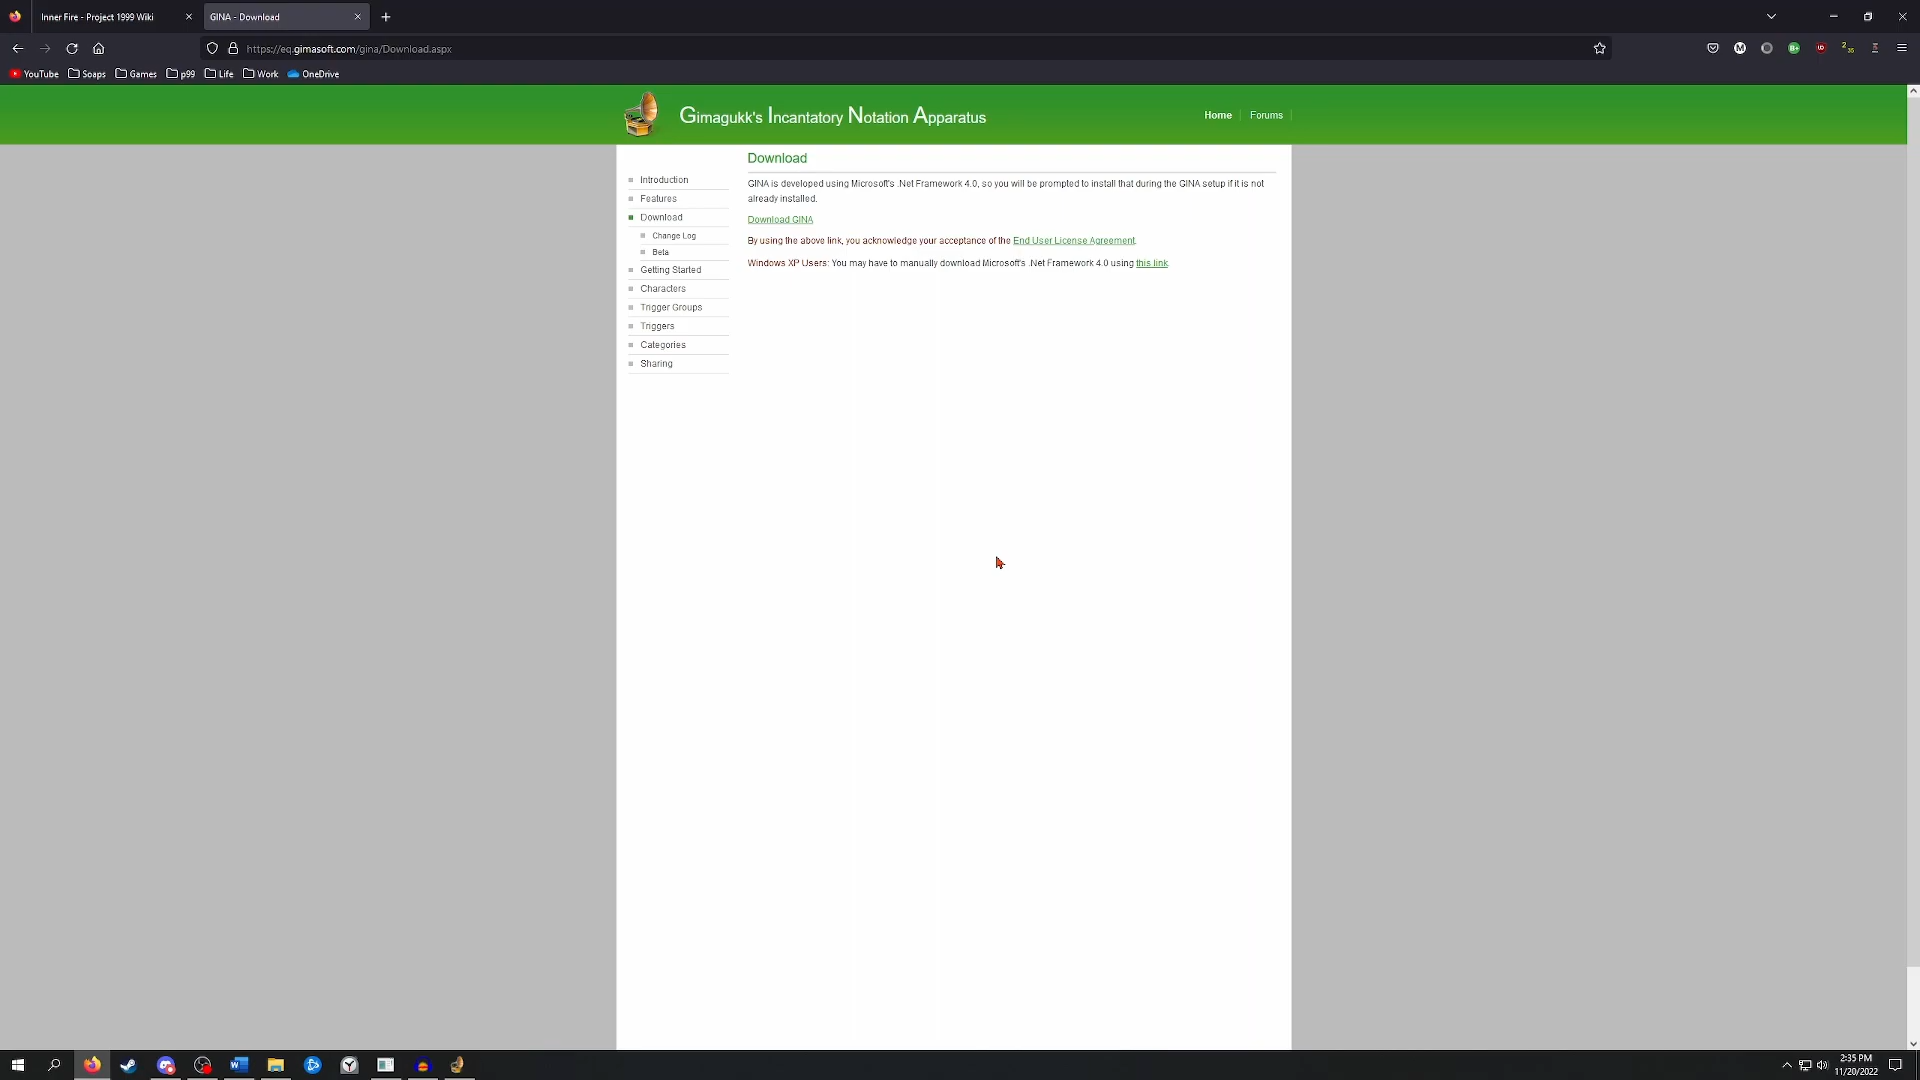 Inner Fire - Project 1999 Wiki
GINA - Download
https://eq.gimasoft.com/gina/Download.aspx
YouTube Soaps Games p99 Life Work OneDrive
Gimagukk's Incantatory Notation Apparatus
Home Forums
Download
Introduction
Features
Download
Change Log
Beta
Getting Started
Characters
Trigger Groups
Triggers
Categories
Sharing
GINA is developed using Microsoft's .Net Framework 4.0, so you will be prompted to install that during the GINA setup if it is not
already installed.
Download GINA
By using the above link, you acknowledge your acceptance of the End User License Agreement.
Windows XP Users: You may have to manually download Microsoft's .Net Framework 4.0 using this link.
2:35 PM
11/20/2022